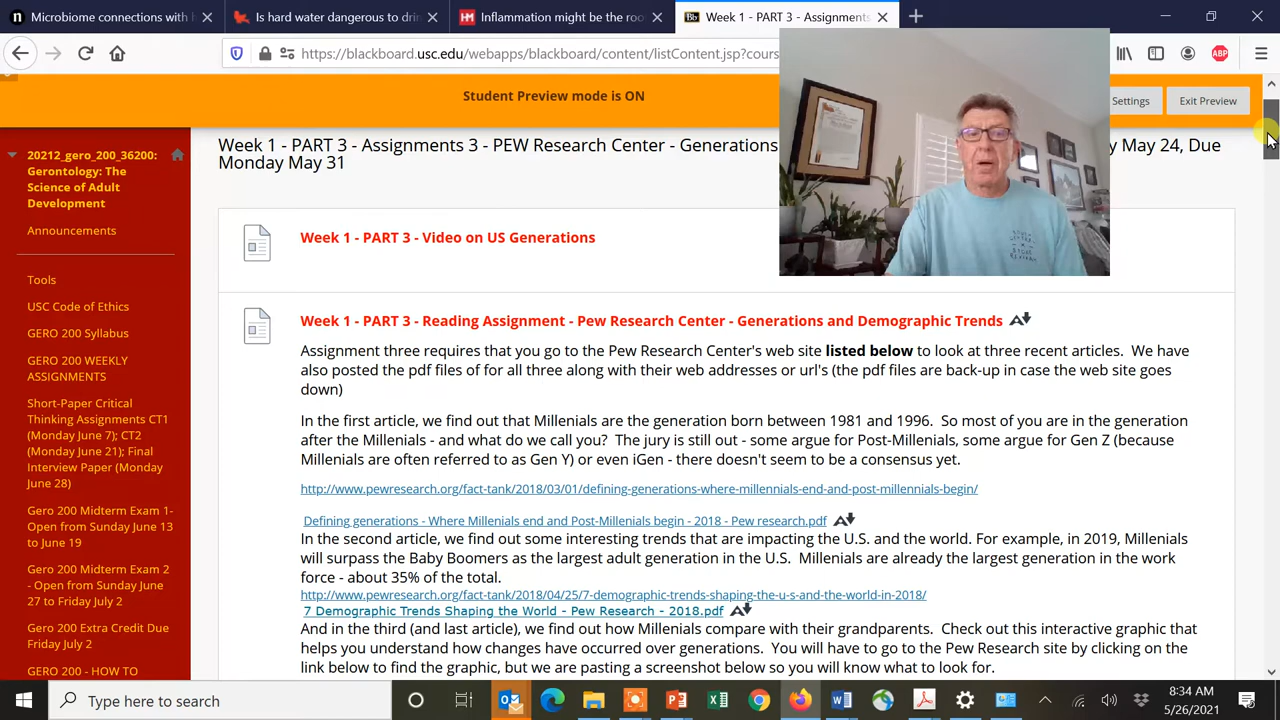 Microbiome connections with h
Is hard water dangerous to drin
Inflammation might be the roo
Week 1 - PART 3 - Assignments
https://blackboard.usc.edu/webapps/blackboard/content/listContent.jsp?cours
Student Preview mode is ON
Settings
Exit Preview
20212_gero_200_36200:
Gerontology: The
Science of Adult
Development
Announcements
Tools
USC Code of Ethics
GERO 200 Syllabus
GERO 200 WEEKLY
ASSIGNMENTS
Short-Paper Critical
Thinking Assignments CT1
(Monday June 7); CT2
(Monday June 21); Final
Interview Paper (Monday
June 28)
Gero 200 Midterm Exam 1-
Open from Sunday June 13
to June 19
Gero 200 Midterm Exam 2
- Open from Sunday June
27 to Friday July 2
Gero 200 Extra Credit Due
Friday July 2
GERO 200 - HOW TO
Week 1 - PART 3 - Assignments 3 - PEW Research Center - Generations y May 24, Due
Monday May 31
Week 1 - PART 3 - Video on US Generations
Week 1 - PART 3 - Reading Assignment - Pew Research Center - Generations and Demographic Trends
Assignment three requires that you go to the Pew Research Center's web site listed below to look at three recent articles. We have
also posted the pdf files of for all three along with their web addresses or url's (the pdf files are back-up in case the web site goes
down)
In the first article, we find out that Millenials are the generation born between 1981 and 1996. So most of you are in the generation
after the Millenials - and what do we call you? The jury is still out - some argue for Post-Millenials, some argue for Gen Z (because
Millenials are often referred to as Gen Y) or even iGen - there doesn't seem to be a consensus yet.
http://www.pewresearch.org/fact-tank/2018/03/01/defining-generations-where-millennials-end-and-post-millennials-begin/
Defining generations - Where Millenials end and Post-Millenials begin - 2018 - Pew research.pdf
In the second article, we find out some interesting trends that are impacting the U.S. and the world. For example, in 2019, Millenials
will surpass the Baby Boomers as the largest adult generation in the U.S. Millenials are already the largest generation in the work
force - about 35% of the total.
http://www.pewresearch.org/fact-tank/2018/04/25/7-demographic-trends-shaping-the-u-s-and-the-world-in-2018/
7 Demographic Trends Shaping the World - Pew Research - 2018.pdf
And in the third (and last article), we find out how Millenials compare with their grandparents. Check out this interactive graphic that
helps you understand how changes have occurred over generations. You will have to go to the Pew Research site by clicking on the
link below to find the graphic but we are pasting a screenshot below so you will know what to look for.
Type here to search
8:34 AM
5/26/2021